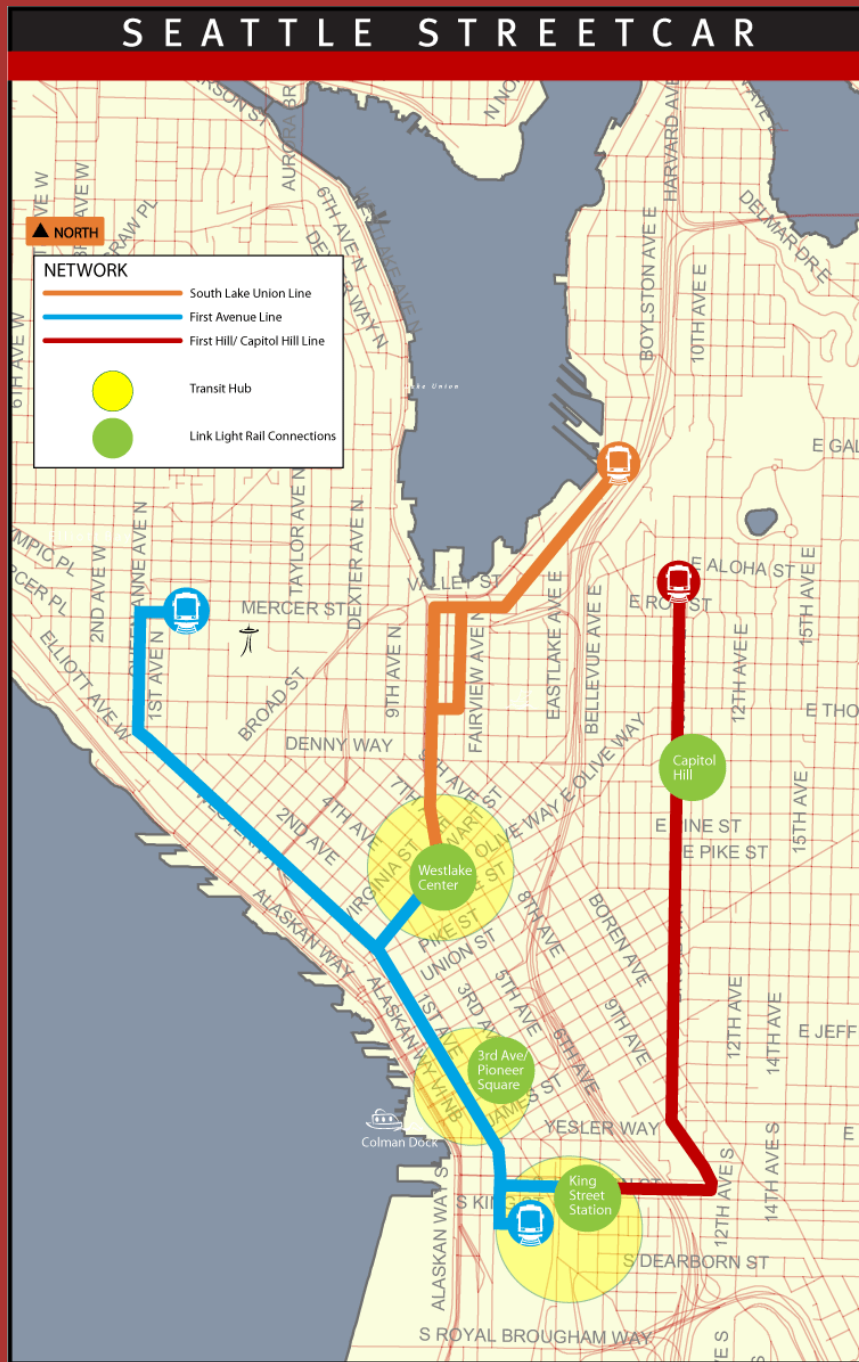 SEATTLE STREETCAR
AURORA
HARVARD AVE
DELMAR DR E
6TH AVE N
BOYLSTON AVE E
10TH AVE E
NORTH
NETWORK
South Lake Union Line
First Avenue Line
First Hill/ Capitol Hill Line
Transit Hub
Link Light Rail Connections
6TH AVE W
Lake Union
E GAL
TAYLOR AVE N
DEXTER AVE N
2ND AVE W
1ST AVE N
VALLEY ST
E ALOHA ST
MERCER ST
15TH AVE E
ELLIOTT AVE W
9TH AVE N
FAIRVIEW AVE N
EASTLAKE AVE E
BELLEVUE AVE E
12TH AVE E
BROAD ST
E THO
DENNY WAY
Capitol
Hill
4TH AVE
2ND AVE
OLIVE WAY
E OLIVE WAY
E PINE ST
E PIKE ST
15TH AVE
VIRGINIA ST
Westlake
Center
ALASKAN WAY
PIKE ST
UNION ST
8TH AVE
BOREN AVE
1ST AVE
5TH AVE
9TH AVE
6TH AVE
12TH AVE
14TH AVE
E JEFF
3rd Ave/
Pioneer
Square
JAMES ST
YESLER WAY
Colman Dock
King
Street
Station
ALASKAN WAY S
12TH AVE S
14TH AVE S
S DEARBORN ST
S ROYAL BROUGHAM WAY